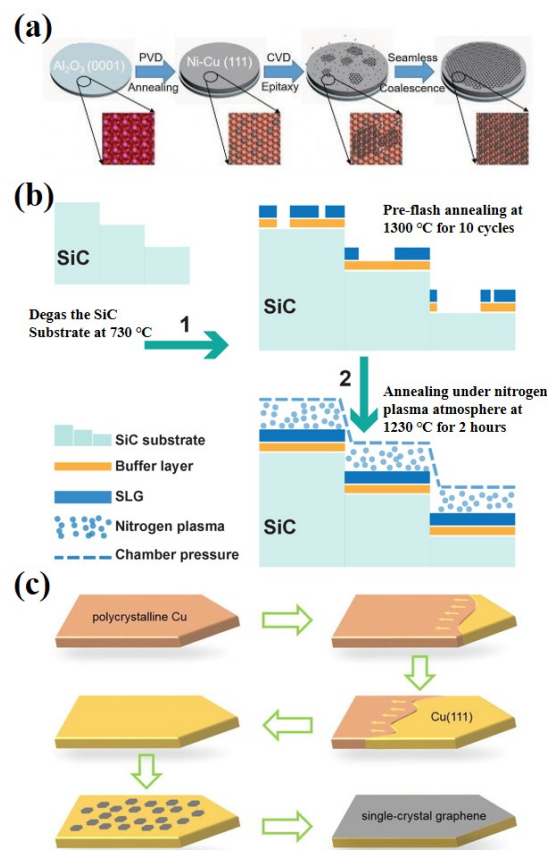 (a)
Al₂O₃ (0001)
PVD
Annealing
Ni-Cu (111)
CVD
Epitaxy
Seamless
Coalescence
(b)
SiC
Degas the SiC
Substrate at 730 °C
1
Pre-flash annealing at
1300 °C for 10 cycles
SiC
2
Annealing under nitrogen
plasma atmosphere at
1230 °C for 2 hours
SiC substrate
Buffer layer
SLG
Nitrogen plasma
Chamber pressure
SiC
(c)
polycrystalline Cu
Cu(111)
single-crystal graphene